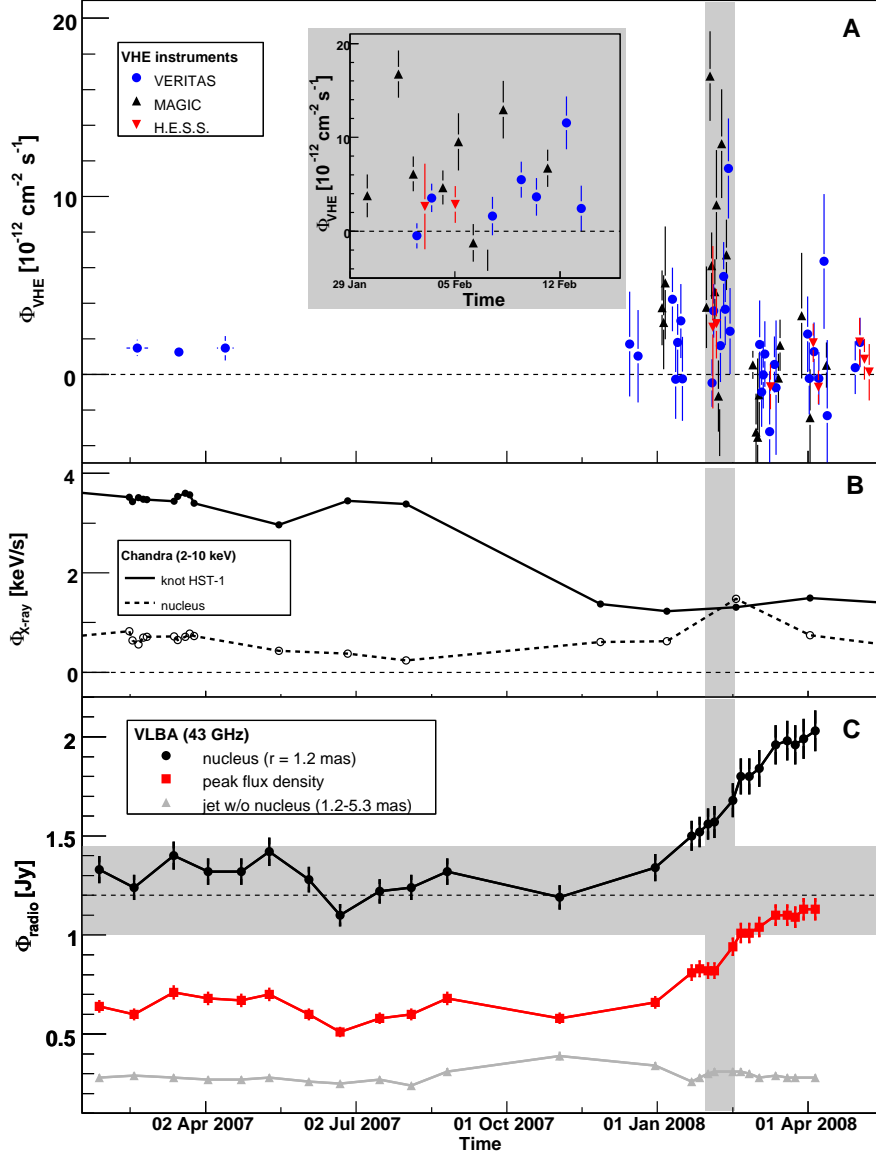 A
20
15
10
5
0
Φ_VHE [10⁻¹² cm⁻² s⁻¹]
VHE instruments
VERITAS
MAGIC
H.E.S.S.
20
10
0
Φ_VHE [10⁻¹² cm⁻² s⁻¹]
29 Jan
05 Feb
12 Feb
Time
B
4
2
0
Φ_X-ray [keV/s]
Chandra (2-10 keV)
knot HST-1
nucleus
C
2
1.5
1
0.5
Φ_radio [Jy]
VLBA (43 GHz)
nucleus (r = 1.2 mas)
peak flux density
jet w/o nucleus (1.2-5.3 mas)
02 Apr 2007
02 Jul 2007
01 Oct 2007
01 Jan 2008
01 Apr 2008
Time